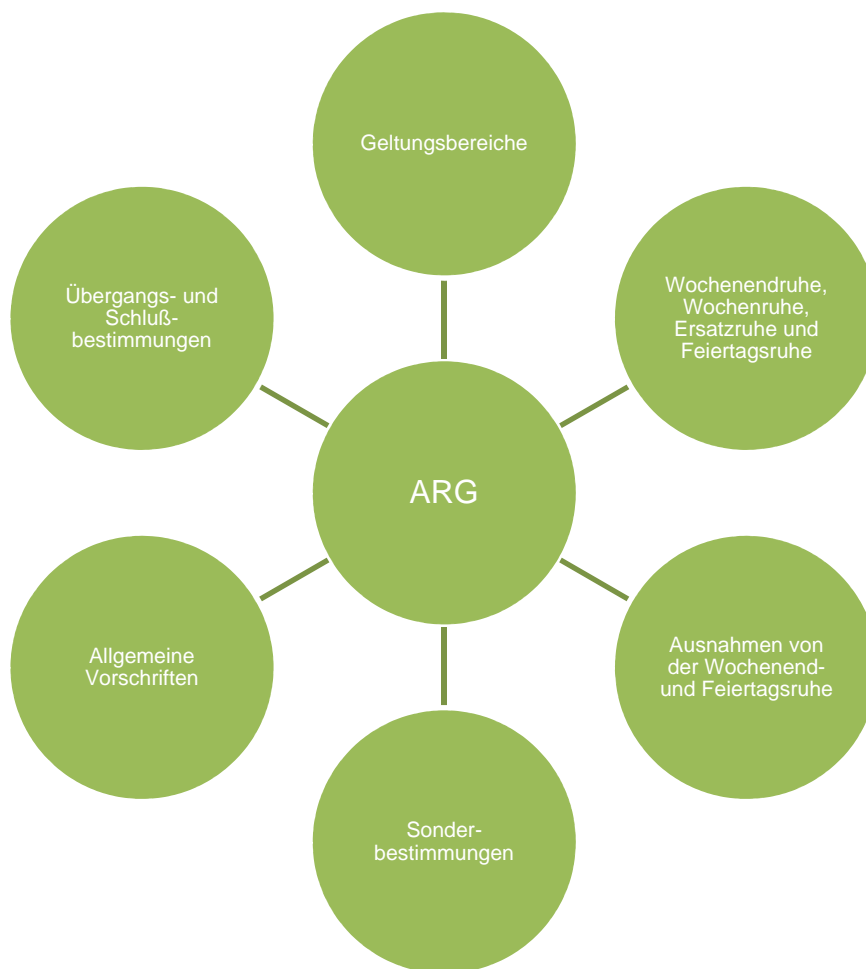 Geltungsbereiche
Wochenendruhe,
Wochenruhe,
Ersatzruhe und
Feiertagsruhe
Ausnahmen von
der Wochenend-
und Feiertagsruhe
Sonder-
bestimmungen
Allgemeine
Vorschriften
Übergangs- und
Schluß-
bestimmungen
ARG